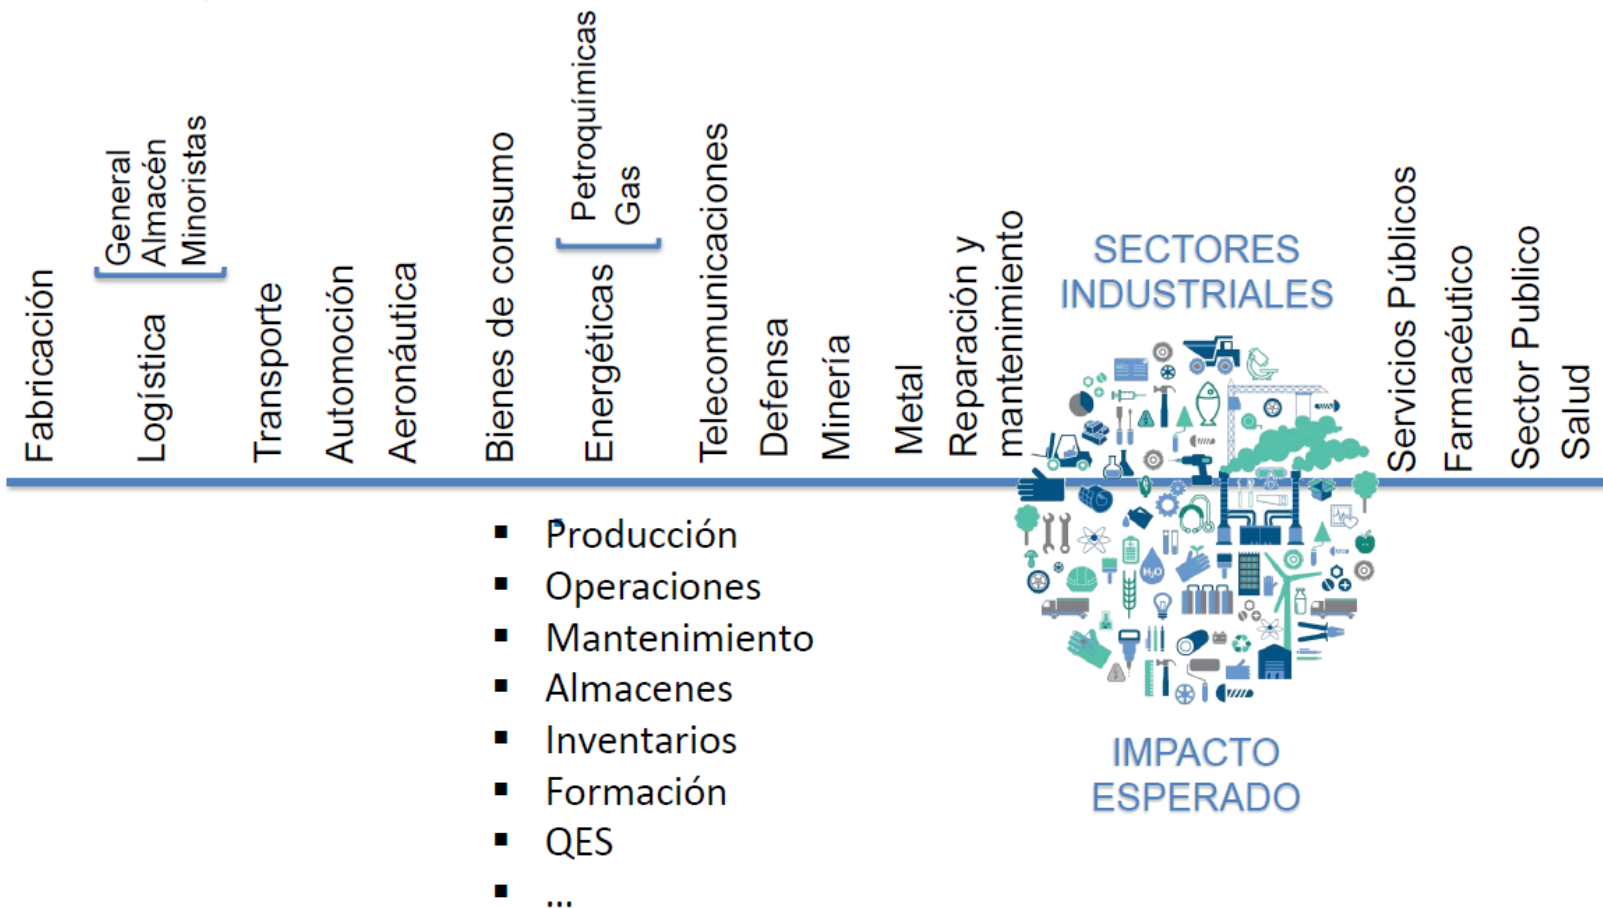 Fabricación
General
Almacén
Minoristas
Logística
Transporte
Automoción
Aeronáutica
Bienes de consumo
Petroquímicas
Gas
Energéticas
Telecomunicaciones
Defensa
Minería
Metal
Reparación y
mantenimiento
SECTORES
INDUSTRIALES
Servicios Públicos
Farmacéutico
Sector Publico
Salud
H₂O
Producción
Operaciones
Mantenimiento
Almacenes
Inventarios
Formación
QES
...
IMPACTO
ESPERADO